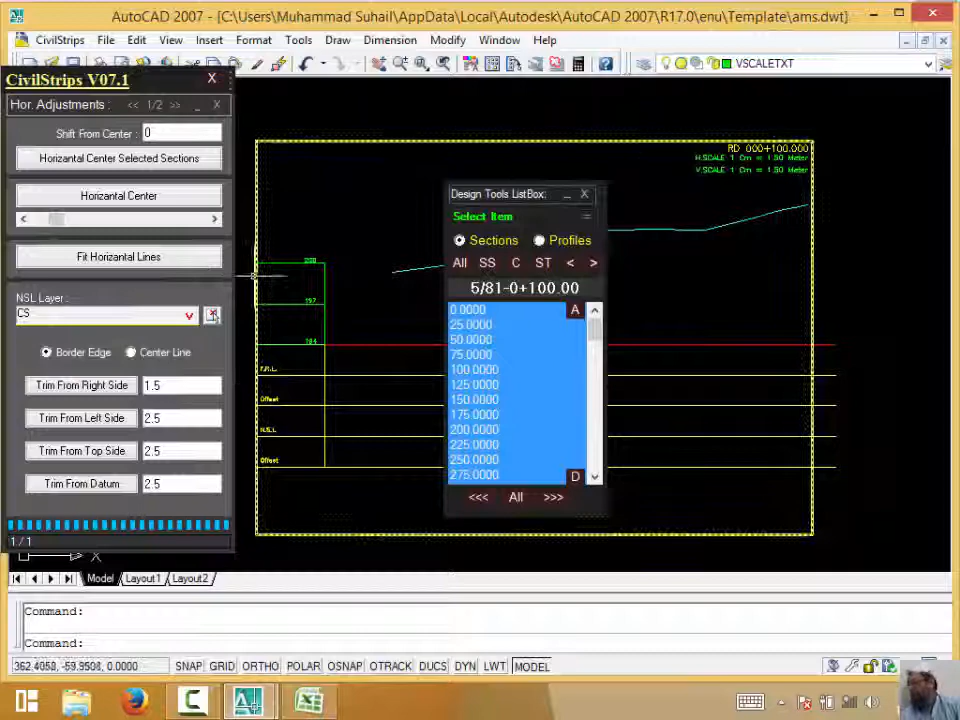 AutoCAD 2007 - [C:\Users\Muhammad Suhail\AppData\Local\Autodesk\AutoCAD 2007\R17.0\enu\Template\ams.dwt]
CivilStrips File Edit View Insert Format Tools Draw Dimension Modify Window Help
VSCALETXT
CivilStrips V07.1 X
Hor. Adjustments : << 1/2 >> _ X
Shift From Center : 0
Horizantal Center Selected Sections
Horizantal Center
< >
Fit Horizantal Lines
NSL Layer :
CS v
Border Edge Center Line
Trim From Right Side 1.5
Trim From Left Side 2.5
Trim From Top Side 2.5
Trim From Datum 2.5
1 / 1
RD 000+100.000
H.SCALE 1 Cm = 1.50 Meter
V.SCALE 1 Cm = 1.50 Meter
200
197
194
F.R.L.
Offset
N.S.L
Offset
Design Tools ListBox: _ X
Select Item =
Sections Profiles
All SS C ST < >
5/81-0+100.00
0.0000 A
25.0000
50.0000
75.0000
100.0000
125.0000
150.0000
175.0000
200.0000
225.0000
250.0000
275.0000 D
<<< All >>>
X
Model Layout1 Layout2
Command:
Command:
362.4058, -59.9508, 0.0000 SNAP GRID ORTHO POLAR OSNAP OTRACK DUCS DYN LWT MODEL